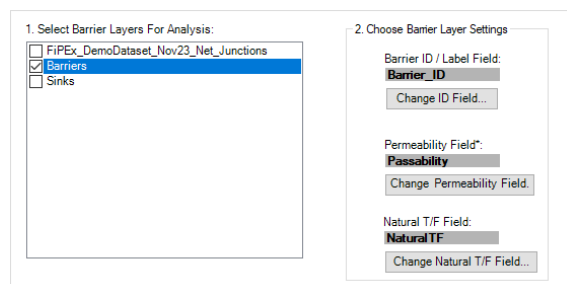 1. Select Barrier Layers For Analysis:
FiPEx_DemoDataset_Nov23_Net_Junctions
Barriers
Sinks
2. Choose Barrier Layer Settings
Barrier ID / Label Field:
Barrier_ID
Change ID Field...
Permeability Field*:
Passability
Change Permeability Field.
Natural T/F Field:
NaturalTF
Change Natural T/F Field...